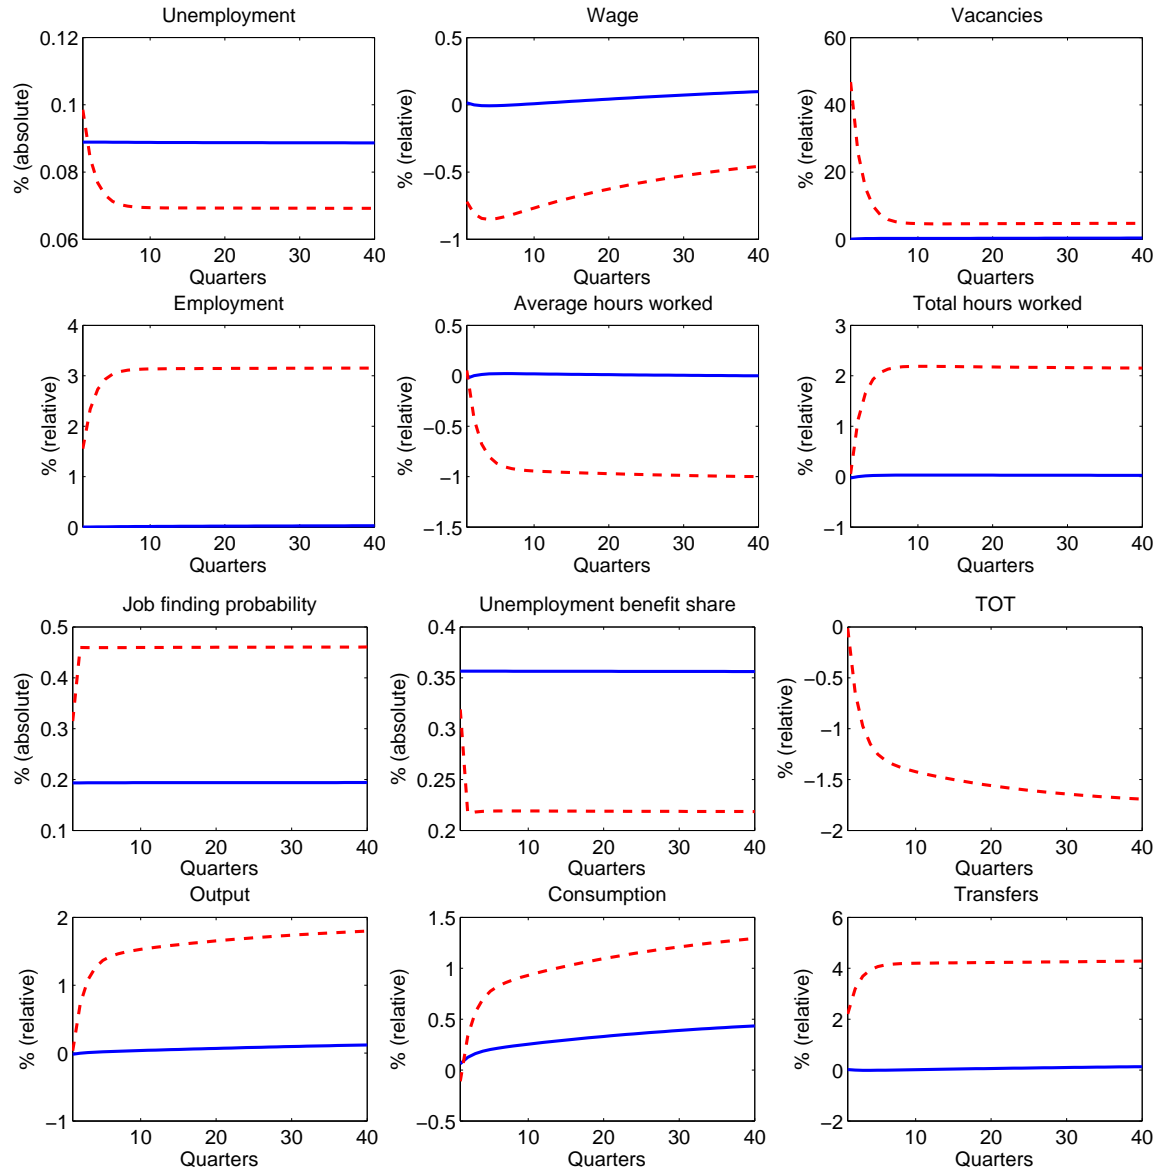 Unemployment
% (absolute)
0.12
0.1
0.08
0.06
10 20 30 40
Quarters
Wage
% (relative)
0.5
0
−0.5
−1
10 20 30 40
Quarters
Vacancies
% (relative)
60
40
20
0
10 20 30 40
Quarters
Employment
% (relative)
4
3
2
1
0
10 20 30 40
Quarters
Average hours worked
% (relative)
0.5
0
−0.5
−1
−1.5
10 20 30 40
Quarters
Total hours worked
% (relative)
3
2
1
0
−1
10 20 30 40
Quarters
Job finding probability
% (absolute)
0.5
0.4
0.3
0.2
0.1
10 20 30 40
Quarters
Unemployment benefit share
% (absolute)
0.4
0.35
0.3
0.25
0.2
10 20 30 40
Quarters
TOT
% (relative)
0
−0.5
−1
−1.5
−2
10 20 30 40
Quarters
Output
% (relative)
2
1
0
−1
10 20 30 40
Quarters
Consumption
% (relative)
1.5
1
0.5
0
−0.5
10 20 30 40
Quarters
Transfers
% (relative)
6
4
2
0
−2
10 20 30 40
Quarters